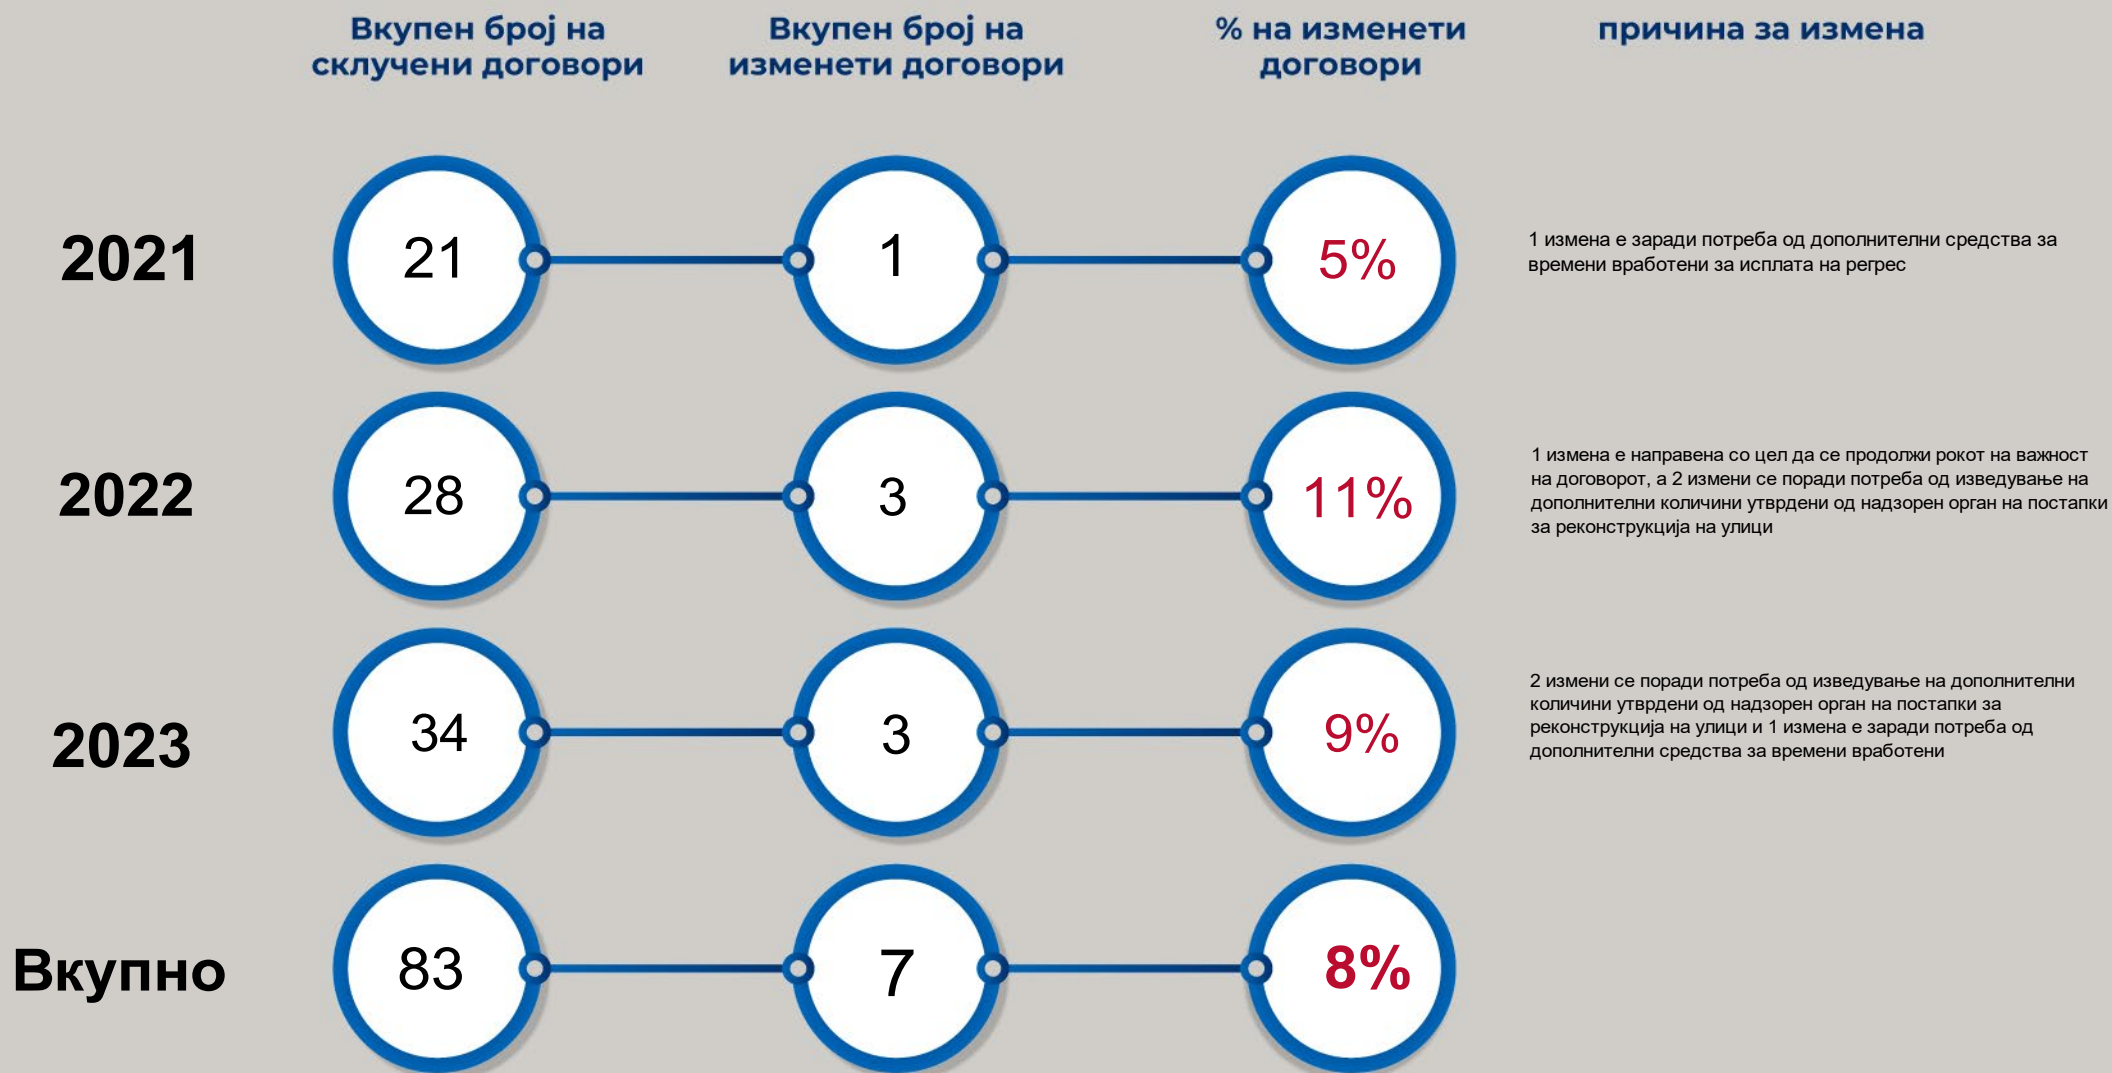 Вкупен број на
склучени договори
Вкупен број на
изменети договори
% на изменети
договори
причина за измена
2021
21
1
5%
1 измена е заради потреба од дополнителни средства за
времени вработени за исплата на регрес
2022
28
3
11%
1 измена е направена со цел да се продолжи рокот на важност
на договорот, а 2 измени се поради потреба од изведување на
дополнителни количини утврдени од надзорен орган на постапки
за реконструкција на улици
2023
34
3
9%
2 измени се поради потреба од изведување на дополнителни
количини утврдени од надзорен орган на постапки за
реконструкција на улици и 1 измена е заради потреба од
дополнителни средства за времени вработени
Вкупно
83
7
8%